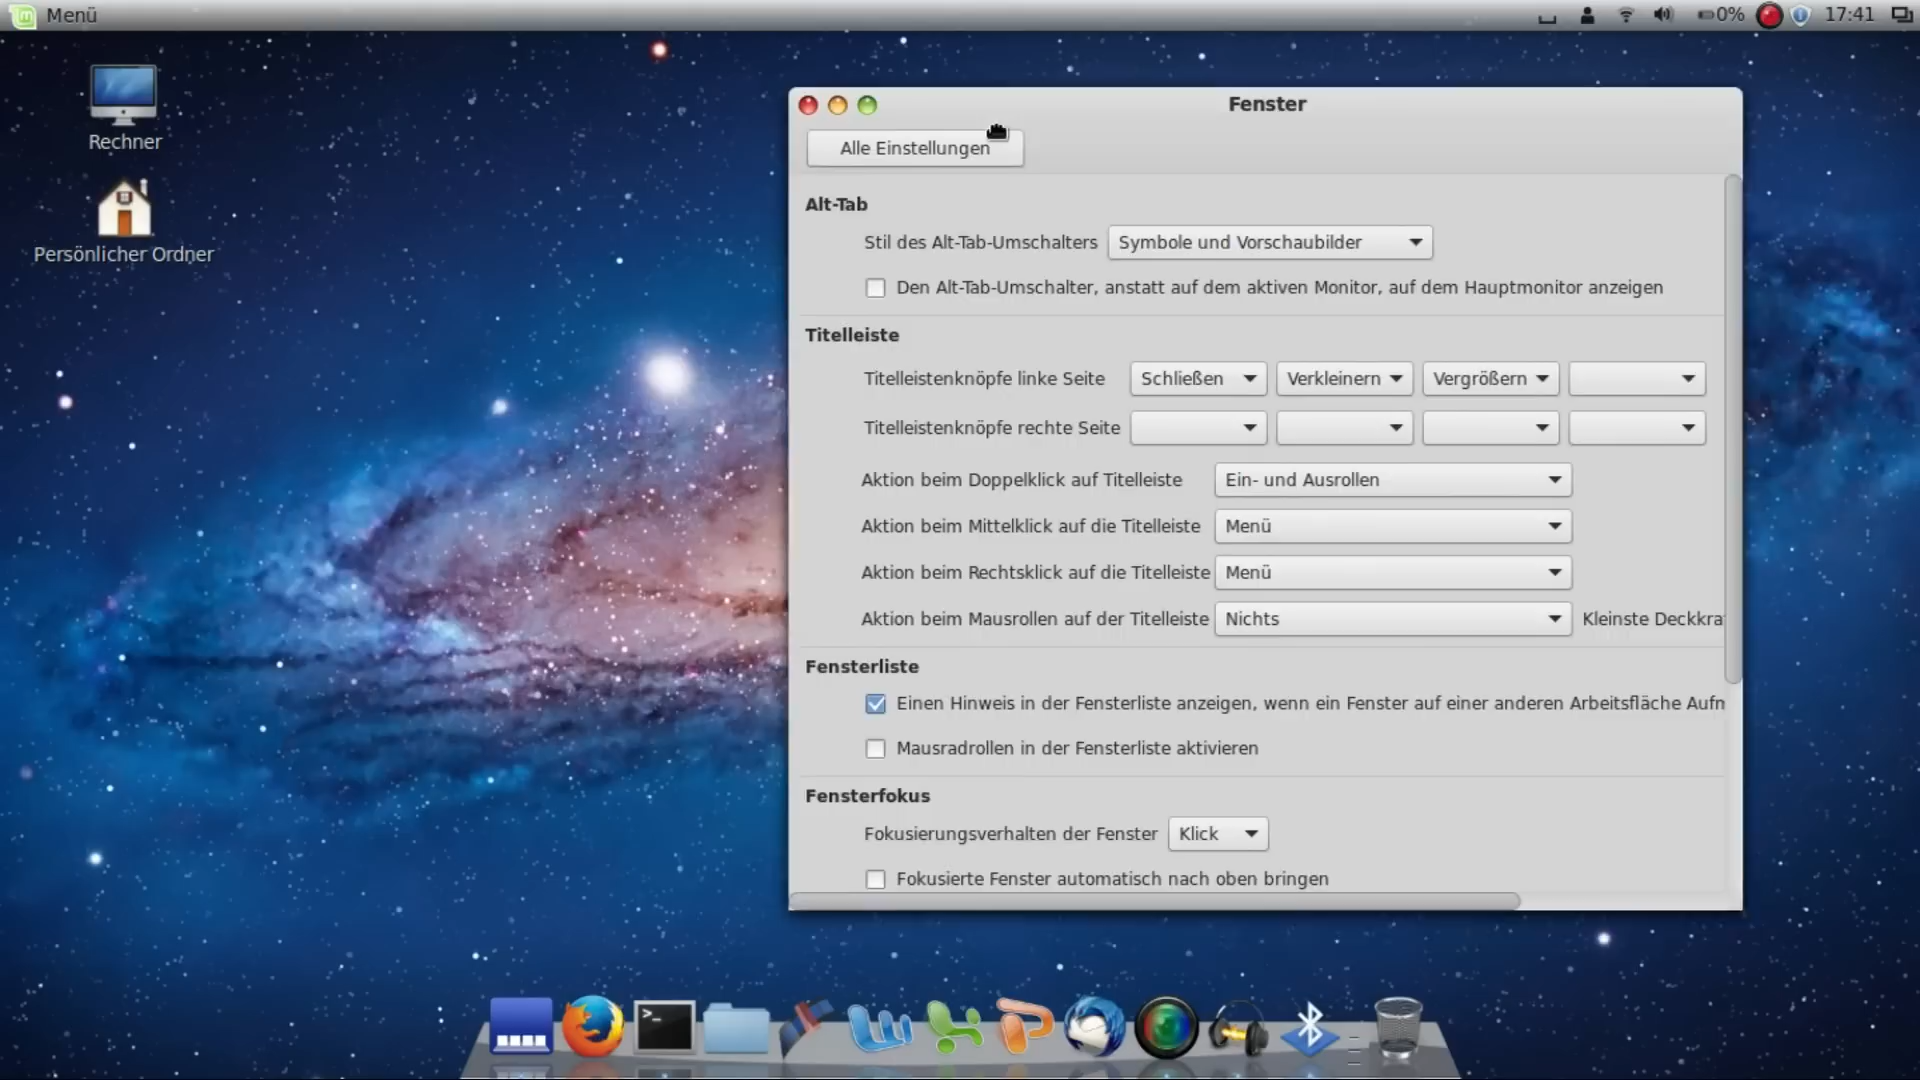 Menü
0%
17:41
Rechner
Persönlicher Ordner
Fenster
Alle Einstellungen
Alt-Tab
Stil des Alt-Tab-Umschalters Symbole und Vorschaubilder
Den Alt-Tab-Umschalter, anstatt auf dem aktiven Monitor, auf dem Hauptmonitor anzeigen
Titelleiste
Titelleistenknöpfe linke Seite Schließen Verkleinern Vergrößern
Titelleistenknöpfe rechte Seite
Aktion beim Doppelklick auf Titelleiste Ein- und Ausrollen
Aktion beim Mittelklick auf die Titelleiste Menü
Aktion beim Rechtsklick auf die Titelleiste Menü
Aktion beim Mausrollen auf der Titelleiste Nichts Kleinste Deckkra
Fensterliste
Einen Hinweis in der Fensterliste anzeigen, wenn ein Fenster auf einer anderen Arbeitsfläche Aufm
Mausradrollen in der Fensterliste aktivieren
Fensterfokus
Fokusierungsverhalten der Fenster Klick
Fokusierte Fenster automatisch nach oben bringen